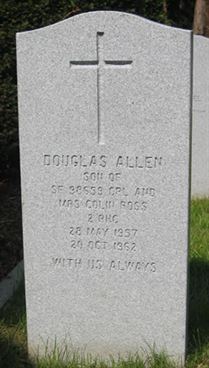 DOUGLAS ALLEN
SON OF
SF 38659 CPL AND
MRS COLIN ROSS
2 RHC
28 MAY 1957
20 OCT 1962
WITH US ALWAYS